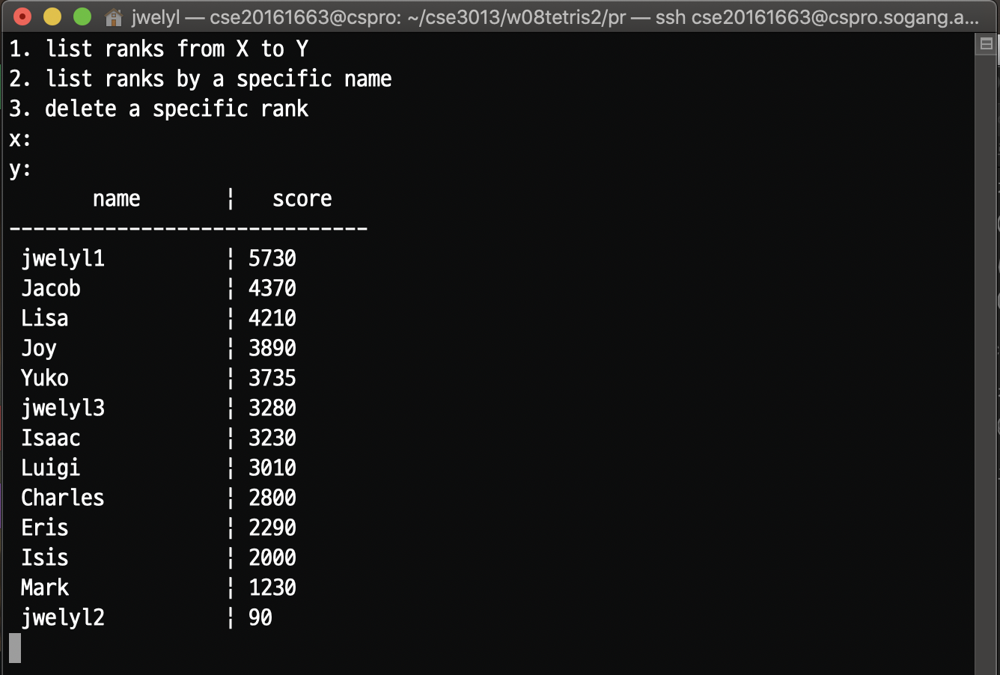 jwelyl — cse20161663@cspro: ~/cse3013/w08tetris2/pr — ssh cse20161663@cspro.sogang.a...
1. list ranks from X to Y
2. list ranks by a specific name
3. delete a specific rank
x:
y:
name | score
------------------------------
jwelyl1 | 5730
Jacob | 4370
Lisa | 4210
Joy | 3890
Yuko | 3735
jwelyl3 | 3280
Isaac | 3230
Luigi | 3010
Charles | 2800
Eris | 2290
Isis | 2000
Mark | 1230
jwelyl2 | 90